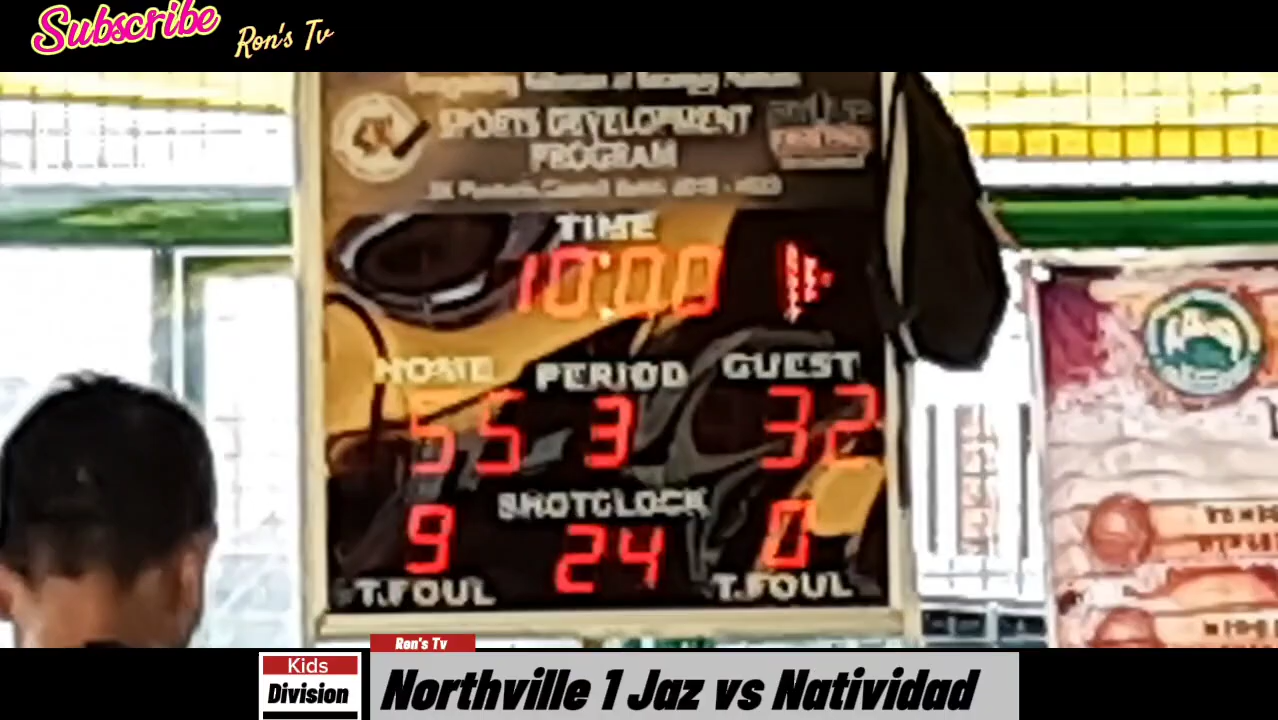 Subscribe
Ron's Tv
SPORTS DEVELOPMENT
PROGRAM
TIME
10:00
HOME PERIOD GUEST
55 3 32
SHOTCLOCK
9 24 0
T.FOUL T.FOUL
Ron's Tv
Kids
Division
Northville 1 Jaz vs Natividad